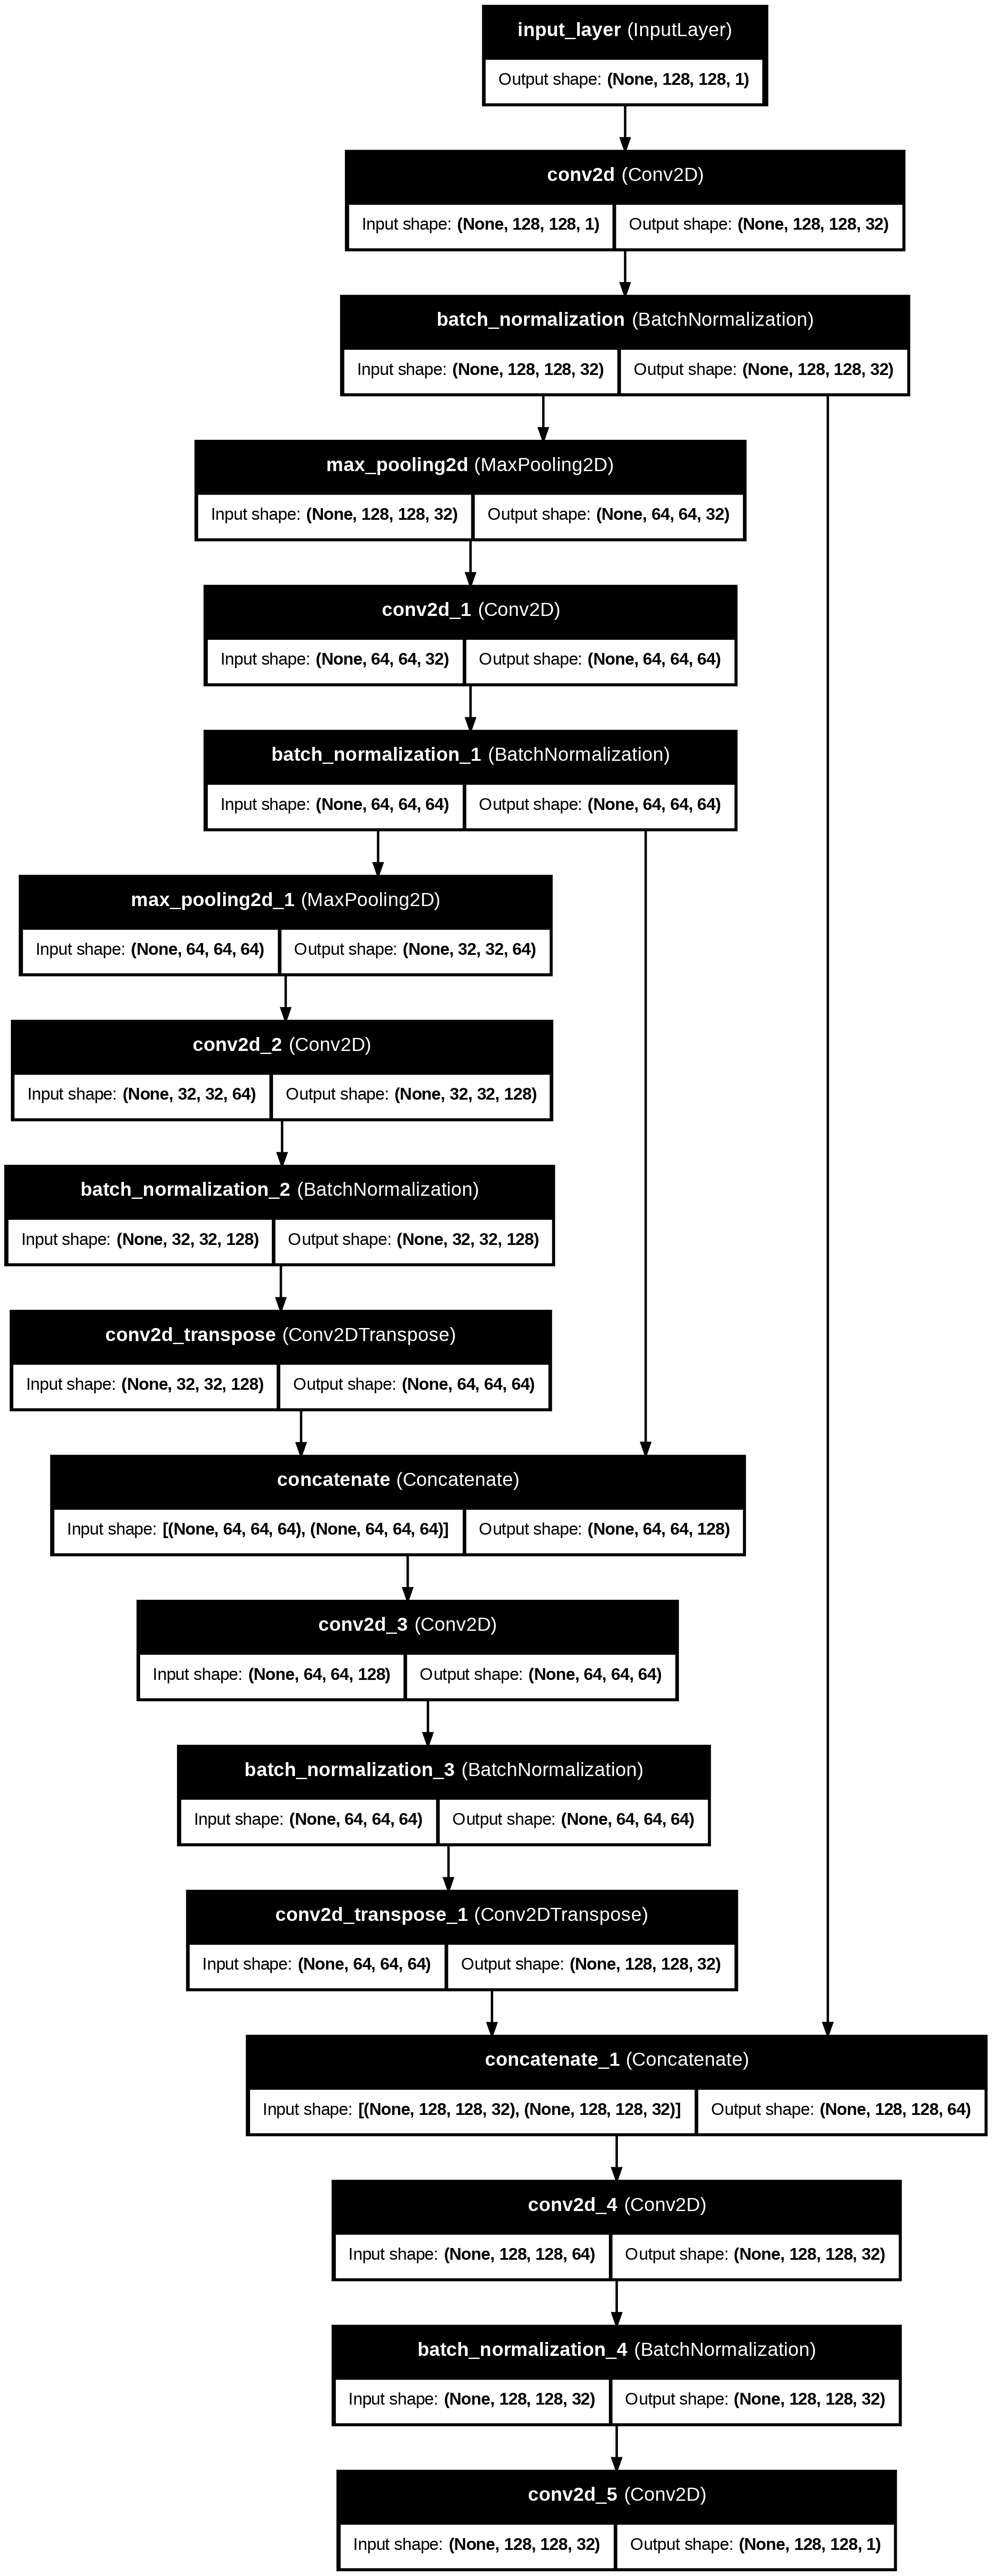 input_layer (InputLayer)
Output shape: (None, 128, 128, 1)
conv2d (Conv2D)
Input shape: (None, 128, 128, 1) Output shape: (None, 128, 128, 32)
batch_normalization (BatchNormalization)
Input shape: (None, 128, 128, 32) Output shape: (None, 128, 128, 32)
max_pooling2d (MaxPooling2D)
Input shape: (None, 128, 128, 32) Output shape: (None, 64, 64, 32)
conv2d_1 (Conv2D)
Input shape: (None, 64, 64, 32) Output shape: (None, 64, 64, 64)
batch_normalization_1 (BatchNormalization)
Input shape: (None, 64, 64, 64) Output shape: (None, 64, 64, 64)
max_pooling2d_1 (MaxPooling2D)
Input shape: (None, 64, 64, 64) Output shape: (None, 32, 32, 64)
conv2d_2 (Conv2D)
Input shape: (None, 32, 32, 64) Output shape: (None, 32, 32, 128)
batch_normalization_2 (BatchNormalization)
Input shape: (None, 32, 32, 128) Output shape: (None, 32, 32, 128)
conv2d_transpose (Conv2DTranspose)
Input shape: (None, 32, 32, 128) Output shape: (None, 64, 64, 64)
concatenate (Concatenate)
Input shape: [(None, 64, 64, 64), (None, 64, 64, 64)] Output shape: (None, 64, 64, 128)
conv2d_3 (Conv2D)
Input shape: (None, 64, 64, 128) Output shape: (None, 64, 64, 64)
batch_normalization_3 (BatchNormalization)
Input shape: (None, 64, 64, 64) Output shape: (None, 64, 64, 64)
conv2d_transpose_1 (Conv2DTranspose)
Input shape: (None, 64, 64, 64) Output shape: (None, 128, 128, 32)
concatenate_1 (Concatenate)
Input shape: [(None, 128, 128, 32), (None, 128, 128, 32)] Output shape: (None, 128, 128, 64)
conv2d_4 (Conv2D)
Input shape: (None, 128, 128, 64) Output shape: (None, 128, 128, 32)
batch_normalization_4 (BatchNormalization)
Input shape: (None, 128, 128, 32) Output shape: (None, 128, 128, 32)
conv2d_5 (Conv2D)
Input shape: (None, 128, 128, 32) Output shape: (None, 128, 128, 1)